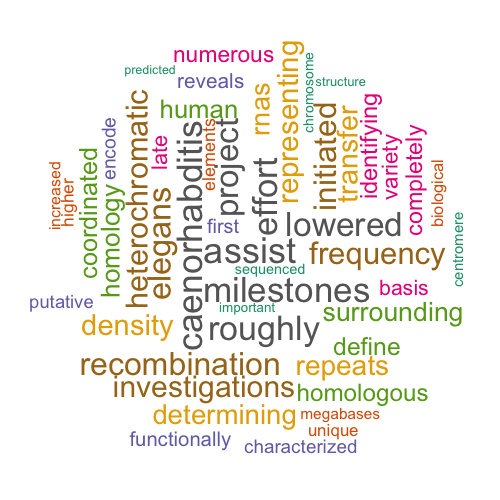 numerous
predicted
reveals
structure
chromosome
representing
human
rnas
identifying
variety
transfer
initiated
completely
biological
heterochromatic
late
elements
project
effort
encode
coordinated
homology
elegans
caenorhabditis
increased
higher
first
lowered
assist
frequency
centromere
sequenced
milestones
basis
putative
important
surrounding
density
roughly
define
recombination
repeats
investigations
homologous
determining
megabases
unique
functionally
characterized